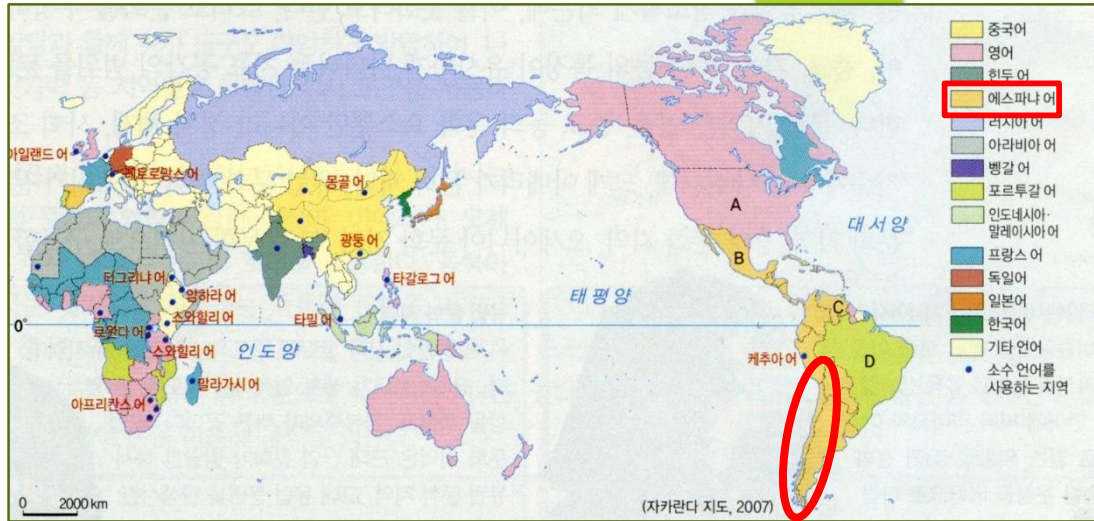 중국어
영어
힌두 어
에스파냐 어
러시아 어
아라비아 어
벵갈 어
포르투갈 어
인도네시아·
말레이시아 어
프랑스 어
독일어
일본어
한국어
기타 언어
소수 언어를
사용하는 지역
아일랜드 어
레토로망스 어
몽골 어
광둥 어
타갈로그 어
타밀 어
터그리냐 어
암하라 어
스와힐리 어
르완다 어
스와힐리 어
말라가시 어
아프리칸스 어
케추아 어
A
B
C
D
대서양
태평양
인도양
0°
0 2000 km
(자카란다 지도, 2007)